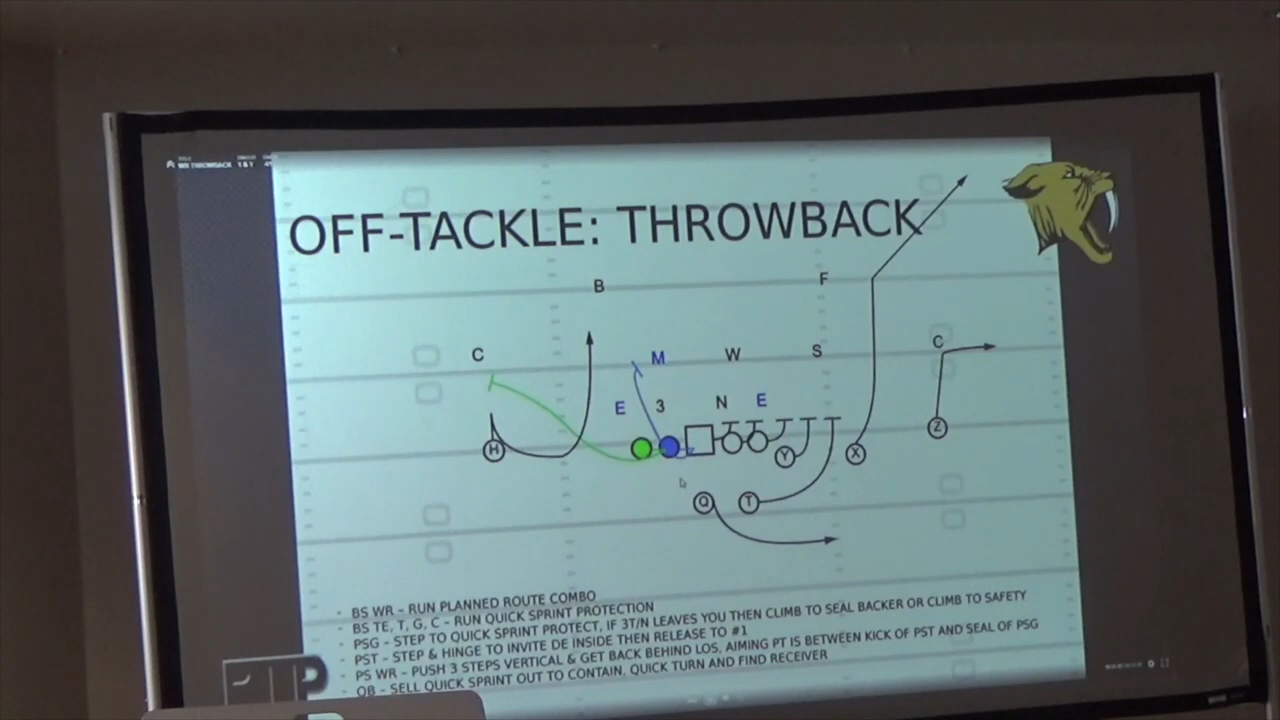 WR THROWBACK
OFF-TACKLE: THROWBACK
B F
C M W S C
E 3 N E
H Y X Z
Q T
- BS WR – RUN PLANNED ROUTE COMBO
- BS TE, T, G, C – RUN QUICK SPRINT PROTECTION
- PSG – STEP TO QUICK SPRINT PROTECT, IF 3T/N LEAVES YOU THEN CLIMB TO SEAL BACKER OR CLIMB TO SAFETY
- PST – STEP & HINGE TO INVITE DE INSIDE THEN RELEASE TO #1
- PS WR – PUSH 3 STEPS VERTICAL & GET BACK BEHIND LOS, AIMING PT IS BETWEEN KICK OF PST AND SEAL OF PSG
- QB – SELL QUICK SPRINT OUT TO CONTAIN. QUICK TURN AND FIND RECEIVER